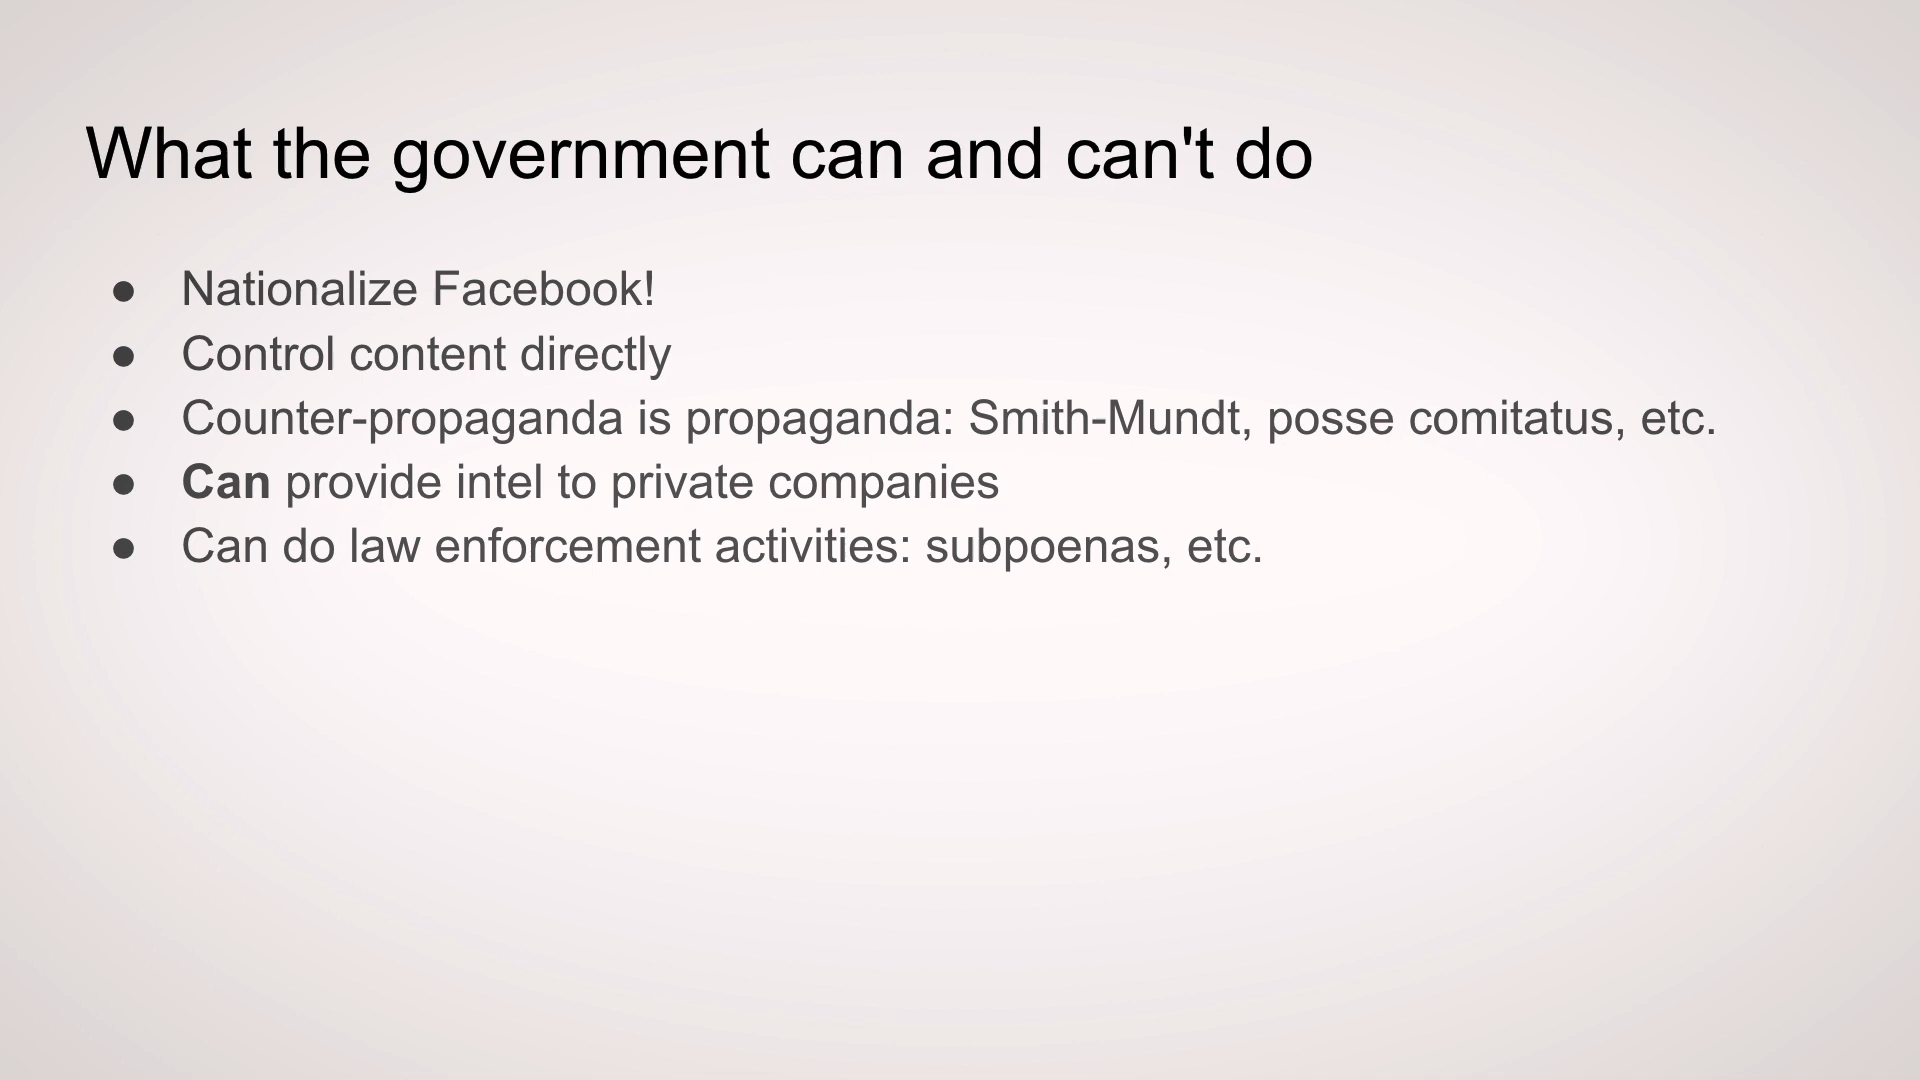 What the government can and can't do
● Nationalize Facebook!
● Control content directly
● Counter-propaganda is propaganda: Smith-Mundt, posse comitatus, etc.
● Can provide intel to private companies
● Can do law enforcement activities: subpoenas, etc.